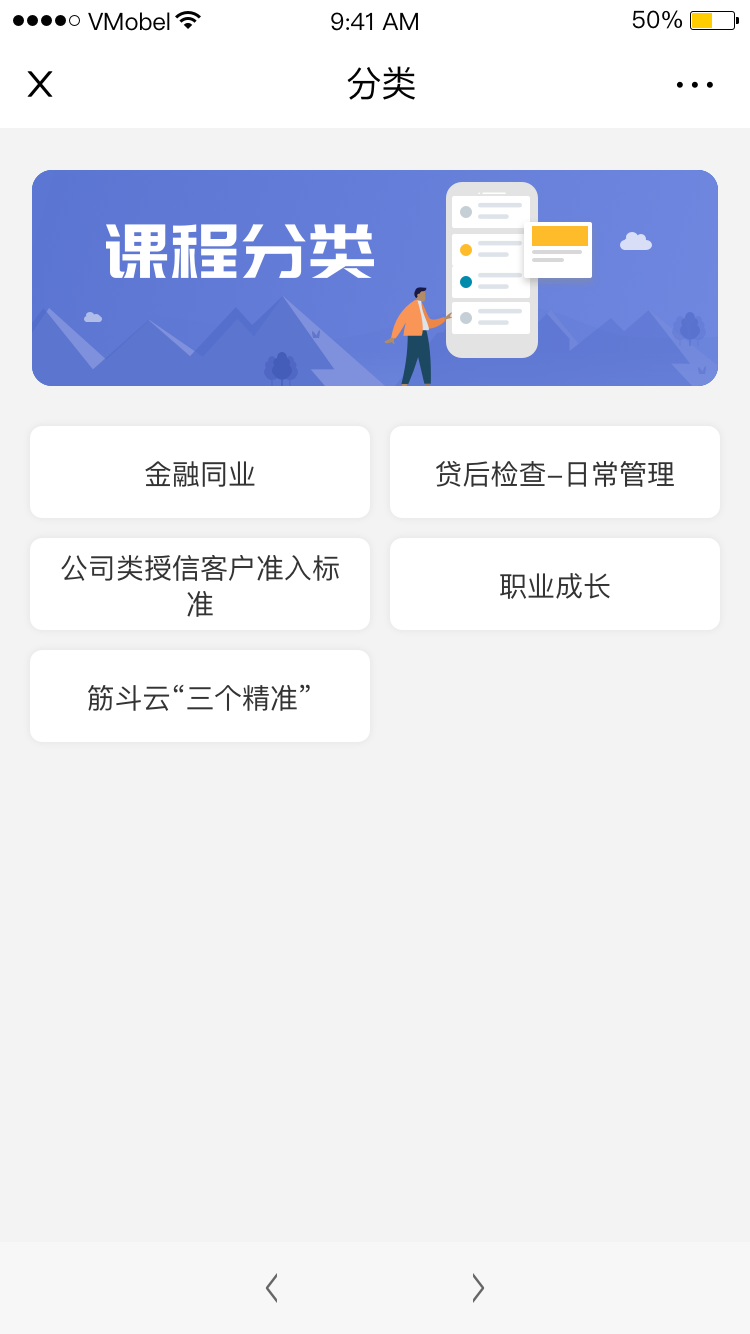 VMobel 9:41 AM 50%
X 分类 ···
课程分类
金融同业 贷后检查–日常管理
公司类授信客户准入标
准
职业成长
筋斗云“三个精准”